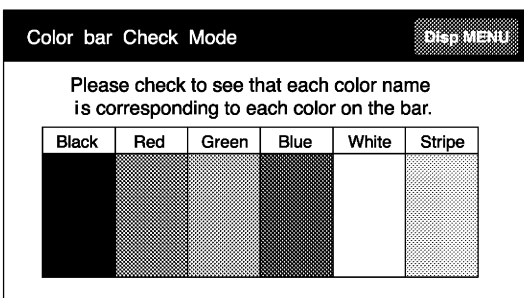 Color bar Check Mode
Disp MENU
Please check to see that each color name
is corresponding to each color on the bar.
Black Red Green Blue White Stripe